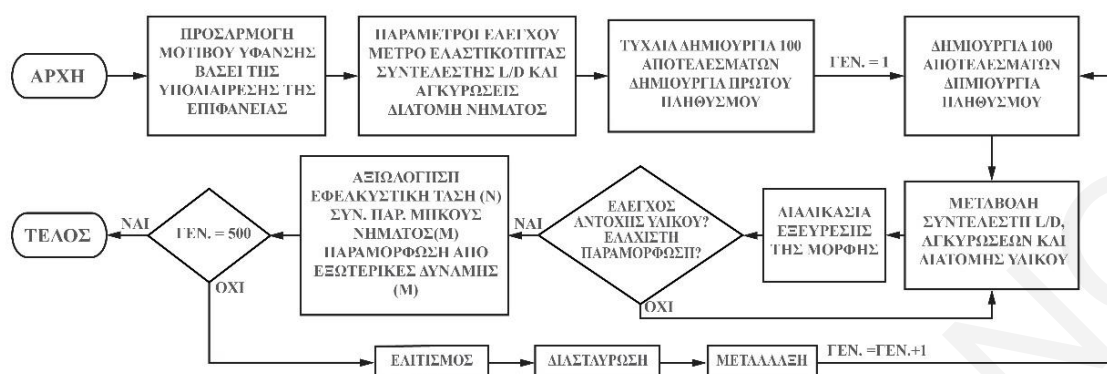 ΑΡΧΗ
ΠΡΟΣΑΡΜΟΓΗ
ΜΟΤΙΒΟΥ ΥΦΑΝΣΗΣ
ΒΑΣΕΙ ΤΗΣ
ΥΠΟΔΙΑΙΡΕΣΗΣ ΤΗΣ
ΕΠΙΦΑΝΕΙΑΣ
ΠΑΡΑΜΕΤΡΟΙ ΕΛΕΓΧΟΥ
ΜΕΤΡΟ ΕΛΑΣΤΙΚΟΤΗΤΑΣ
ΣΥΝΤΕΛΕΣΤΗΣ L/D ΚΑΙ
ΑΓΚΥΡΩΣΕΙΣ
ΔΙΑΤΟΜΗ ΝΗΜΑΤΟΣ
ΤΥΧΑΙΑ ΔΗΜΙΟΥΡΓΙΑ 100
ΑΠΟΤΕΛΕΣΜΑΤΩΝ
ΔΗΜΙΟΥΡΓΙΑ ΠΡΩΤΟΥ
ΠΛΗΘΥΣΜΟΥ
ΓΕΝ. = 1
ΔΗΜΙΟΥΡΓΙΑ 100
ΑΠΟΤΕΛΕΣΜΑΤΩΝ
ΔΗΜΙΟΥΡΓΙΑ
ΠΛΗΘΥΣΜΟΥ
ΜΕΤΑΒΟΛΗ
ΣΥΝΤΕΛΕΣΤΗ L/D,
ΑΓΚΥΡΩΣΕΩΝ ΚΑΙ
ΔΙΑΤΟΜΗΣ ΥΛΙΚΟΥ
ΔΙΑΔΙΚΑΣΙΑ
ΕΞΕΥΡΕΣΗΣ
ΤΗΣ ΜΟΡΦΗΣ
ΕΛΕΓΧΟΣ
ΑΝΤΟΧΗΣ ΥΛΙΚΟΥ?
ΕΛΑΧΙΣΤΗ
ΠΑΡΑΜΟΡΦΩΣΗ?
ΝΑΙ
ΟΧΙ
ΑΞΙΟΛΟΓΗΣΗ
ΕΦΕΛΚΥΣΤΙΚΗ ΤΑΣΗ (Ν)
ΣΥΝ. ΠΑΡ. ΜΗΚΟΥΣ
ΝΗΜΑΤΟΣ(Μ)
ΠΑΡΑΜΟΡΦΩΣΗ ΑΠΟ
ΕΞΩΤΕΡΙΚΕΣ ΔΥΝΑΜΗΣ
(Μ)
ΓΕΝ. = 500
ΝΑΙ
ΤΕΛΟΣ
ΟΧΙ
ΕΛΙΤΙΣΜΟΣ
ΔΙΑΣΤΑΥΡΩΣΗ
ΜΕΤΑΛΛΑΞΗ
ΓΕΝ. =ΓΕΝ.+1